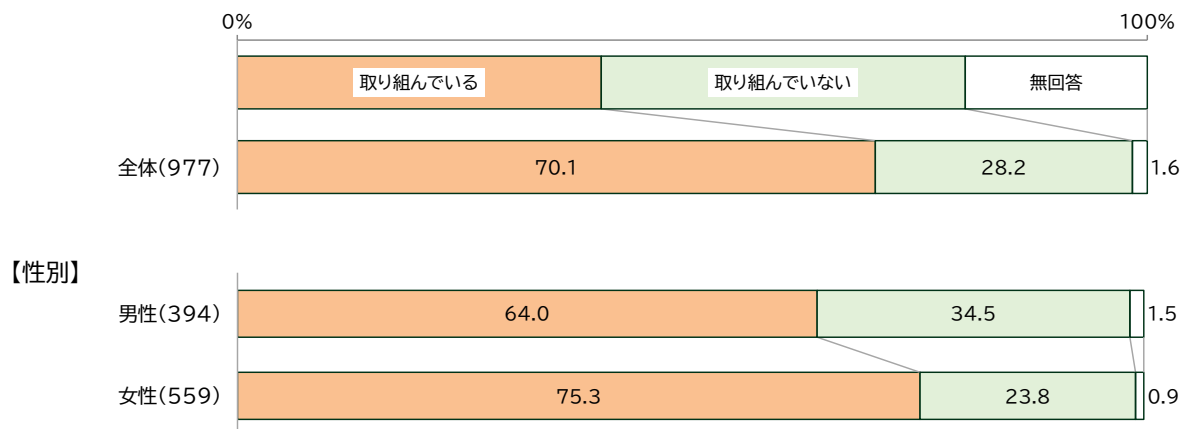 0% 100%
取り組んでいる 取り組んでいない 無回答
全体(977) 70.1 28.2 1.6
【性別】
男性(394) 64.0 34.5 1.5
女性(559) 75.3 23.8 0.9